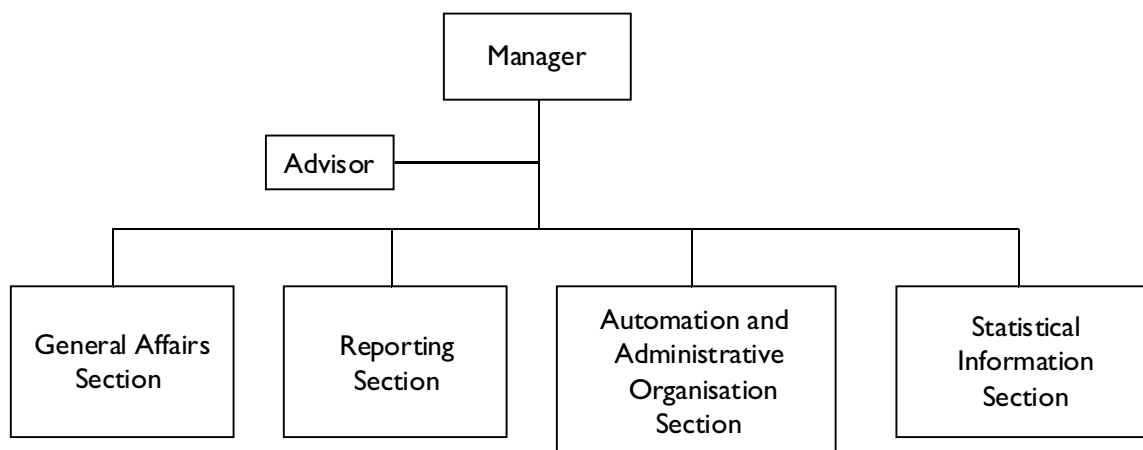 Manager
Advisor
General Affairs
Section
Reporting
Section
Automation and
Administrative
Organisation
Section
Statistical
Information
Section